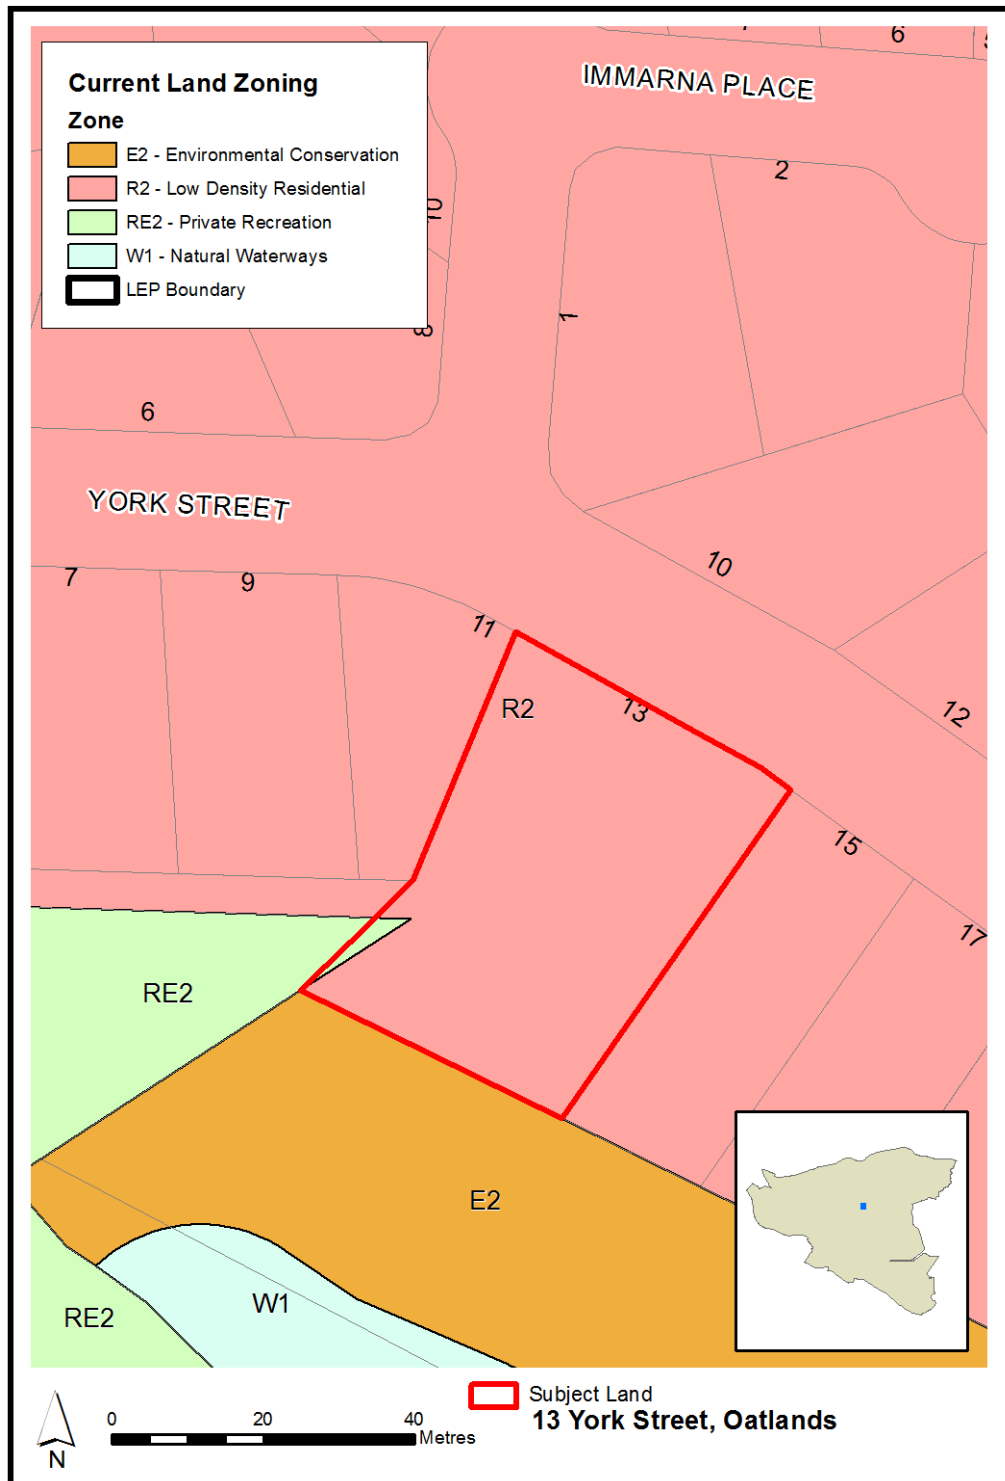 Current Land Zoning
Zone
E2 - Environmental Conservation
R2 - Low Density Residential
RE2 - Private Recreation
W1 - Natural Waterways
LEP Boundary
6
IMMARNA PLACE
2
10
1
8
6
YORK STREET
10
7
9
11
R2
13
12
15
17
RE2
E2
W1
RE2
Subject Land
13 York Street, Oatlands
0 20 40
Metres
N